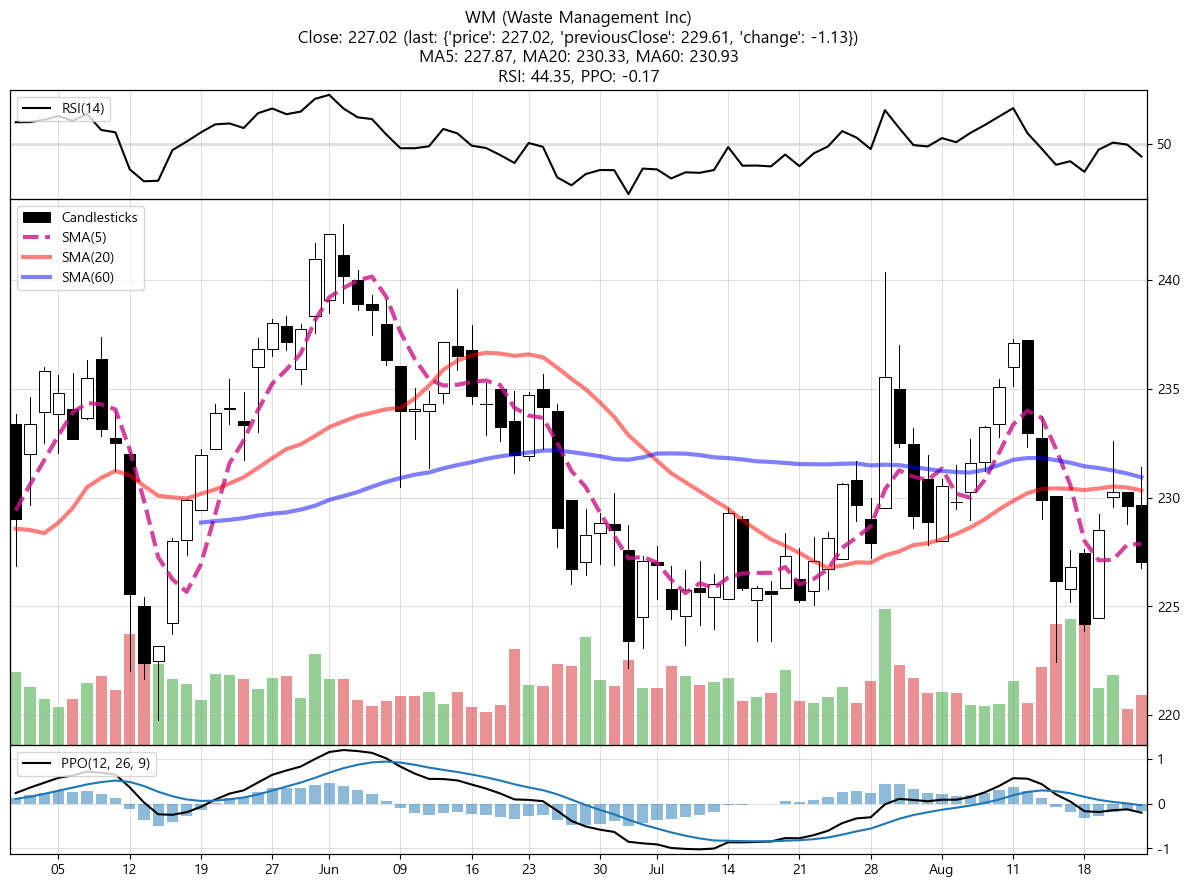 WM (Waste Management Inc)
Close: 227.02 (last: {'price': 227.02, 'previousClose': 229.61, 'change': -1.13})
MA5: 227.87, MA20: 230.33, MA60: 230.93
RSI: 44.35, PPO: -0.17
RSI(14)
50
Candlesticks
SMA(5)
SMA(20)
SMA(60)
240
235
230
225
220
PPO(12, 26, 9)
1
0
-1
05 12 19 27 Jun 09 16 23 30 Jul 14 21 28 Aug 11 18